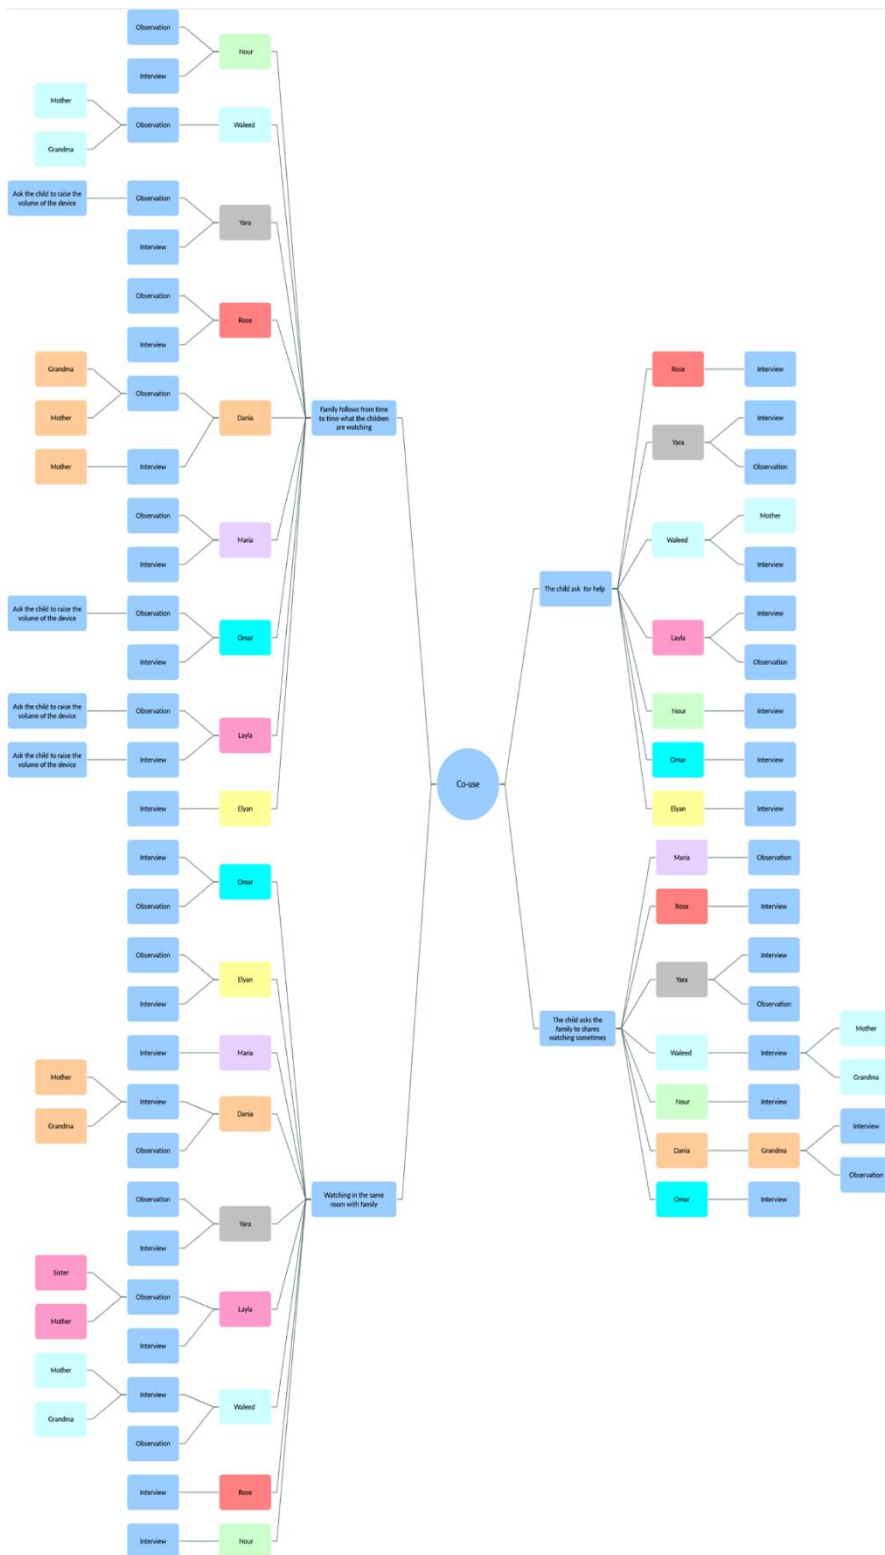 Co-use
Family follows from time
to time what the children
are watching
Nour
Observation
Interview
Waleed
Observation
Mother
Grandma
Yara
Observation
Ask the child to raise the
volume of the device
Interview
Rose
Observation
Interview
Dania
Observation
Grandma
Mother
Interview
Mother
Maria
Observation
Interview
Omar
Observation
Ask the child to raise the
volume of the device
Interview
Layla
Observation
Ask the child to raise the
volume of the device
Interview
Ask the child to raise the
volume of the device
Elyan
Interview
Watching in the same
room with family
Omar
Interview
Observation
Elyan
Observation
Interview
Maria
Interview
Dania
Interview
Mother
Grandma
Observation
Yara
Observation
Interview
Layla
Observation
Sister
Mother
Interview
Waleed
Interview
Mother
Grandma
Observation
Rose
Interview
Nour
Interview
The child ask for help
Rose
Interview
Yara
Interview
Observation
Waleed
Mother
Interview
Layla
Interview
Observation
Nour
Interview
Omar
Interview
Elyan
Interview
The child asks the
family to shares
watching sometimes
Maria
Observation
Rose
Interview
Yara
Interview
Observation
Waleed
Interview
Mother
Grandma
Nour
Interview
Dania
Grandma
Interview
Observation
Omar
Interview